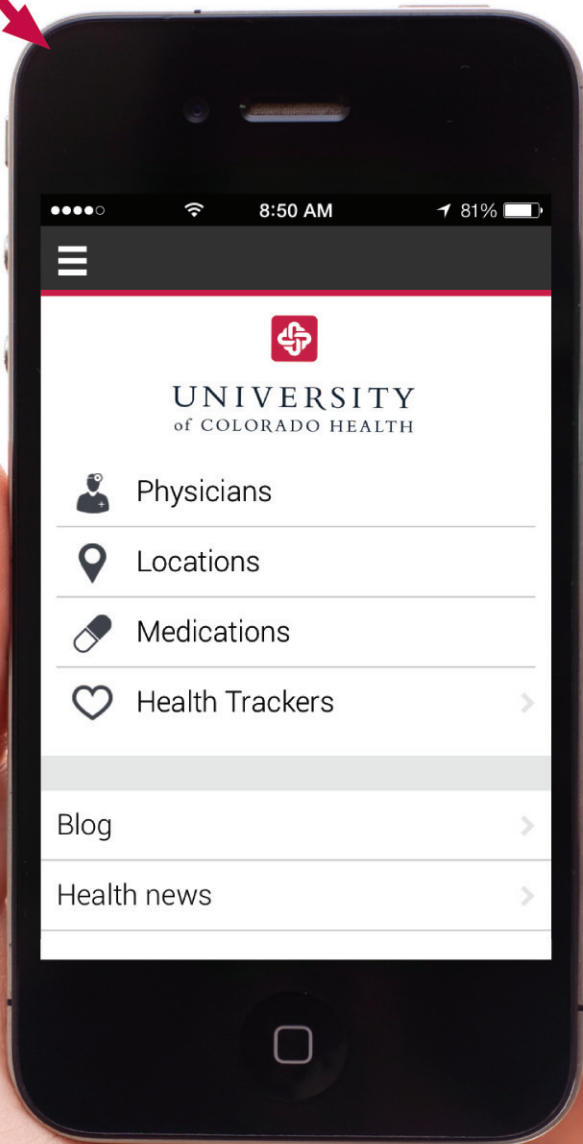 8:50 AM
81%
UNIVERSITY
of COLORADO HEALTH
Physicians
Locations
Medications
Health Trackers
Blog
Health news